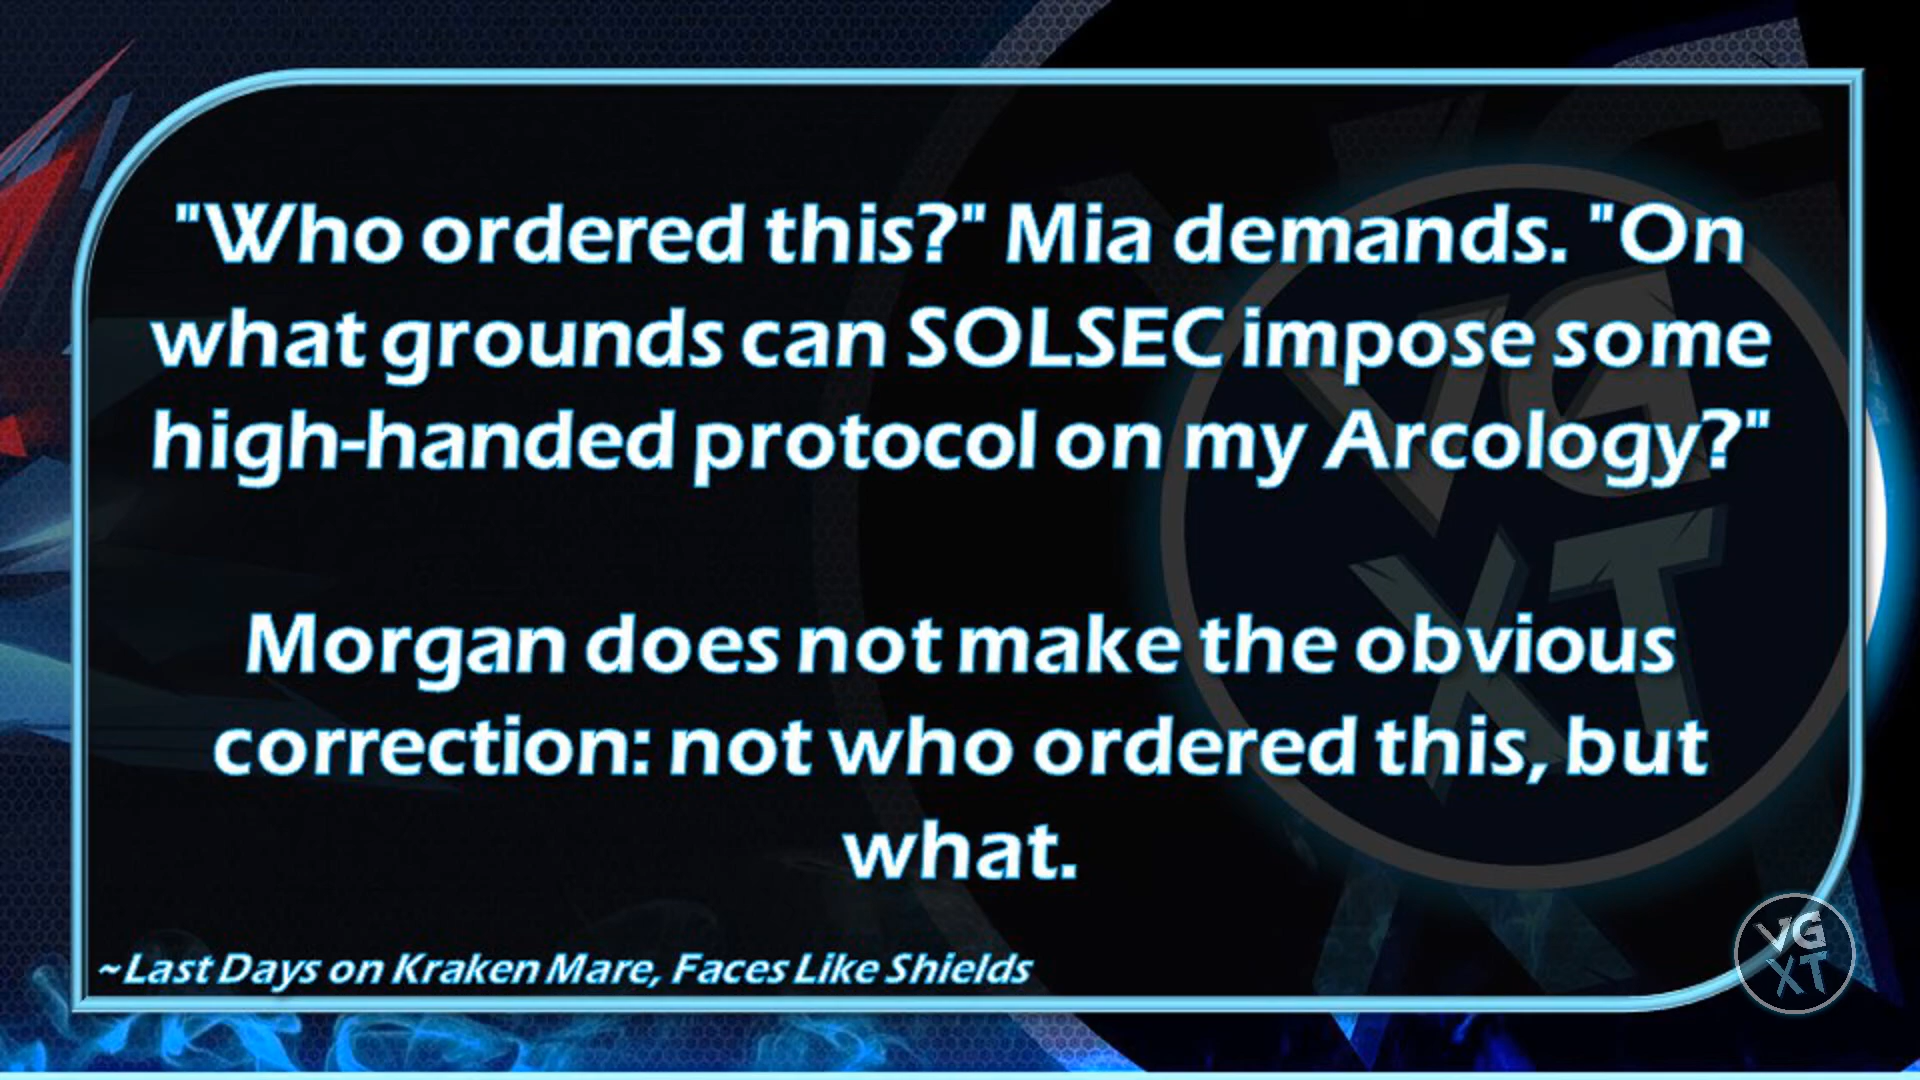 "Who ordered this?" Mia demands. "On
what grounds can SOLSEC impose some
high-handed protocol on my Arcology?"
Morgan does not make the obvious
correction: not who ordered this, but
what.
~Last Days on Kraken Mare, Faces Like Shields
VG
XT
VG
XT